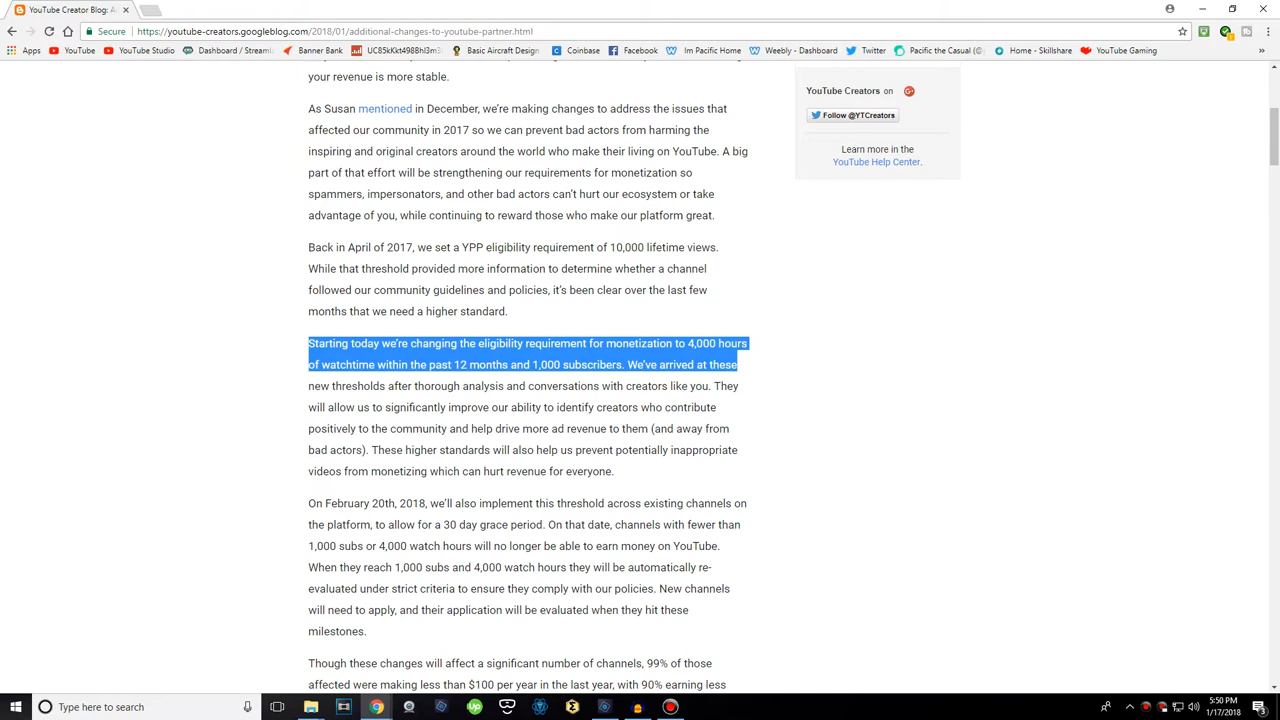 YouTube Creator Blog: A
Secure
https://youtube-creators.googleblog.com/2018/01/additional-changes-to-youtube-partner.html
Apps YouTube YouTube Studio Dashboard / Streaml Banner Bank UC85kKkt498Bhl3m3 Basic Aircraft Design Coinbase Facebook Im Pacific Home Weebly - Dashboard Twitter Pacific the Casual (@ Home - Skillshare YouTube Gaming »
your revenue is more stable.
As Susan mentioned in December, we're making changes to address the issues that
affected our community in 2017 so we can prevent bad actors from harming the
inspiring and original creators around the world who make their living on YouTube. A big
part of that effort will be strengthening our requirements for monetization so
spammers, impersonators, and other bad actors can't hurt our ecosystem or take
advantage of you, while continuing to reward those who make our platform great.
Back in April of 2017, we set a YPP eligibility requirement of 10,000 lifetime views.
While that threshold provided more information to determine whether a channel
followed our community guidelines and policies, it's been clear over the last few
months that we need a higher standard.
Starting today we're changing the eligibility requirement for monetization to 4,000 hours
of watchtime within the past 12 months and 1,000 subscribers. We've arrived at these
new thresholds after thorough analysis and conversations with creators like you. They
will allow us to significantly improve our ability to identify creators who contribute
positively to the community and help drive more ad revenue to them (and away from
bad actors). These higher standards will also help us prevent potentially inappropriate
videos from monetizing which can hurt revenue for everyone.
On February 20th, 2018, we'll also implement this threshold across existing channels on
the platform, to allow for a 30 day grace period. On that date, channels with fewer than
1,000 subs or 4,000 watch hours will no longer be able to earn money on YouTube.
When they reach 1,000 subs and 4,000 watch hours they will be automatically re-
evaluated under strict criteria to ensure they comply with our policies. New channels
will need to apply, and their application will be evaluated when they hit these
milestones.
Though these changes will affect a significant number of channels, 99% of those
affected were making less than $100 per year in the last year, with 90% earning less
YouTube Creators on
Follow @YTCreators
Learn more in the
YouTube Help Center.
Type here to search
5:50 PM
1/17/2018